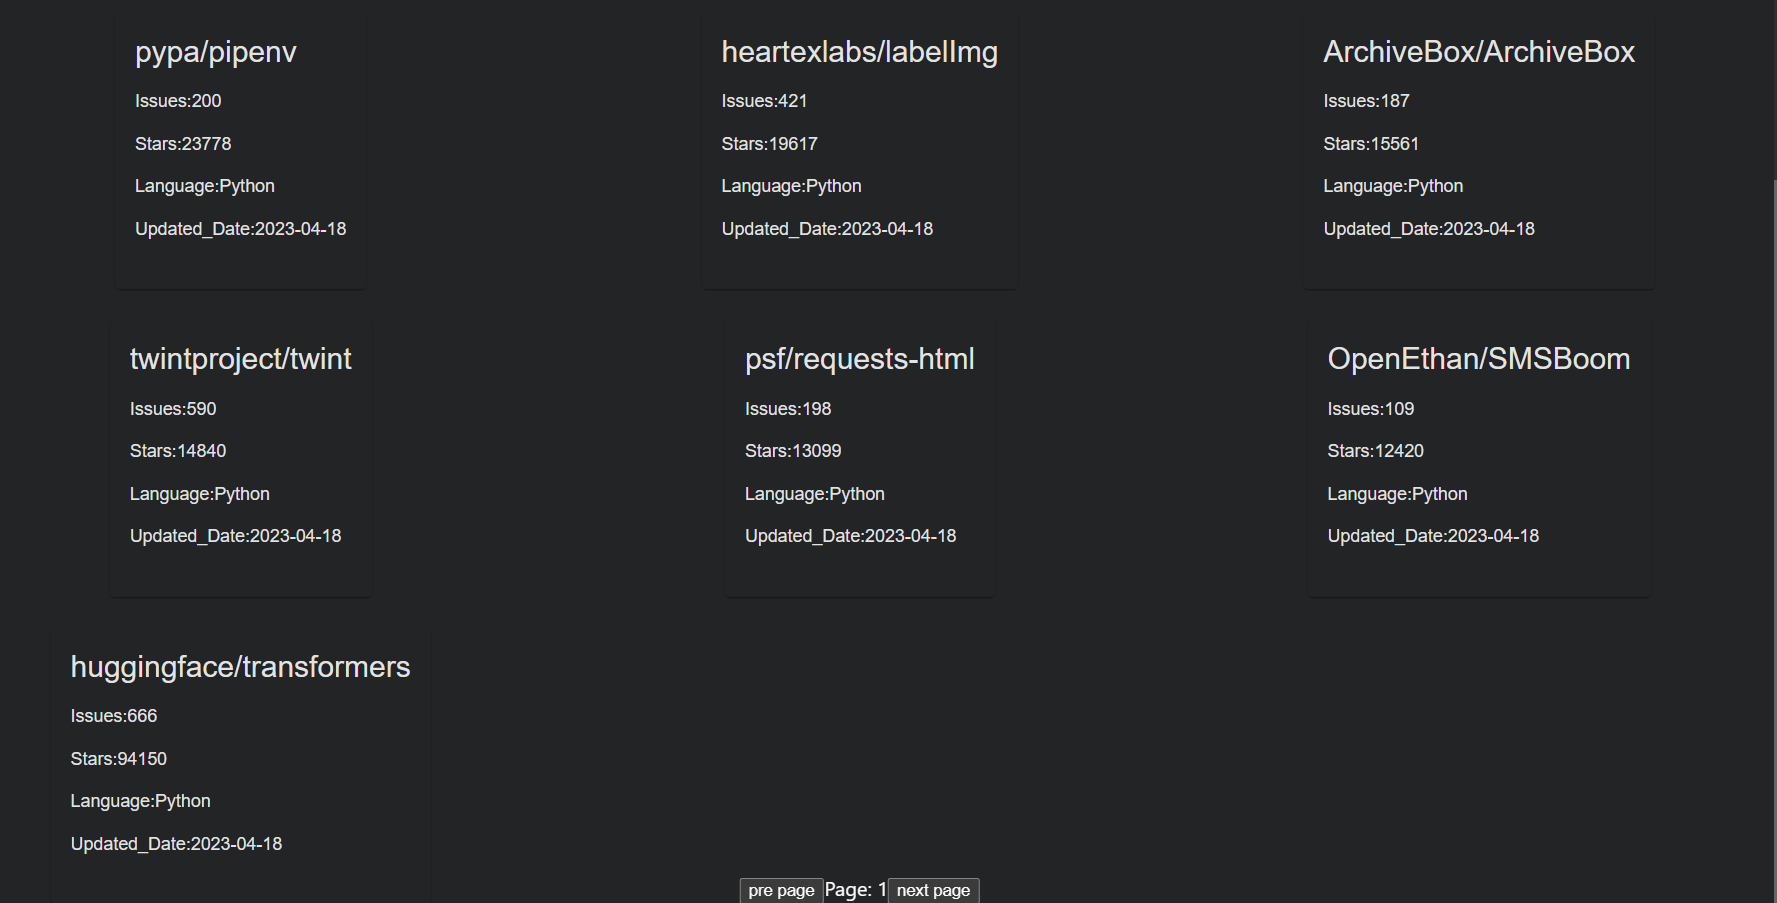 pypa/pipenv
Issues:200
Stars:23778
Language:Python
Updated_Date:2023-04-18
heartexlabs/labelImg
Issues:421
Stars:19617
Language:Python
Updated_Date:2023-04-18
ArchiveBox/ArchiveBox
Issues:187
Stars:15561
Language:Python
Updated_Date:2023-04-18
twintproject/twint
Issues:590
Stars:14840
Language:Python
Updated_Date:2023-04-18
psf/requests-html
Issues:198
Stars:13099
Language:Python
Updated_Date:2023-04-18
OpenEthan/SMSBoom
Issues:109
Stars:12420
Language:Python
Updated_Date:2023-04-18
huggingface/transformers
Issues:666
Stars:94150
Language:Python
Updated_Date:2023-04-18
pre page Page: 1 next page